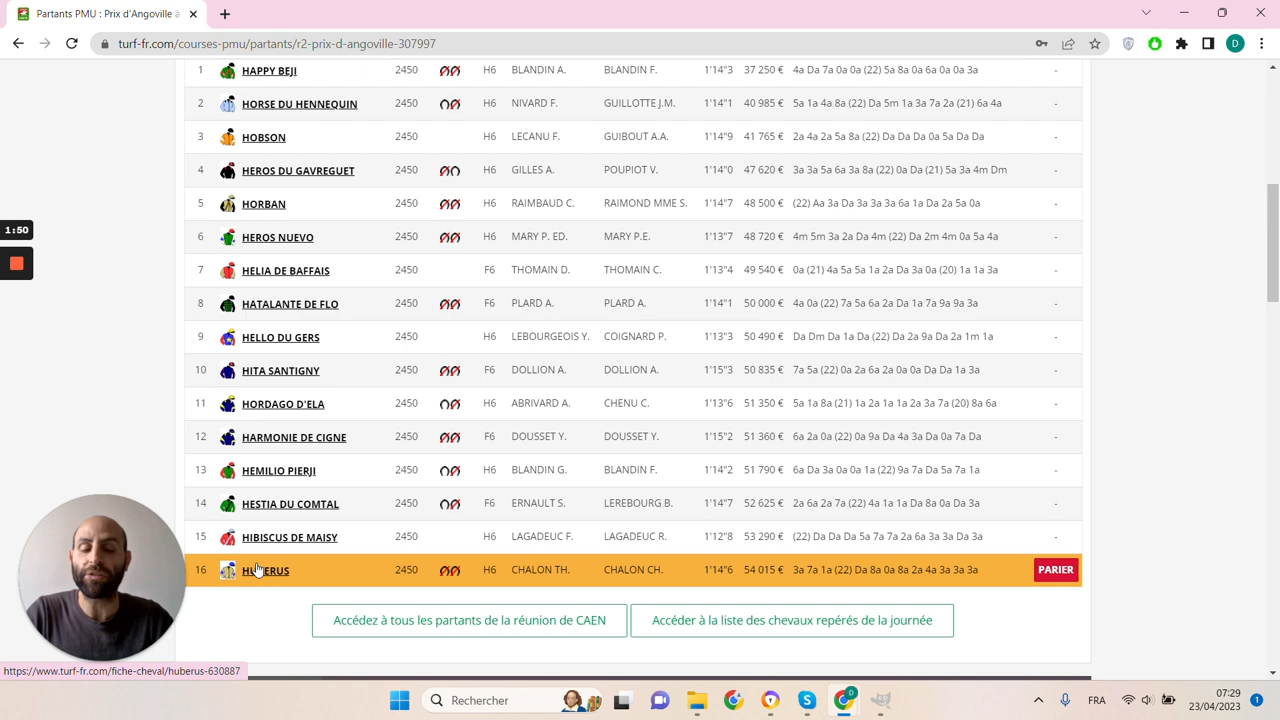 Partants PMU : Prix d'Angoville à
turf-fr.com/courses-pmu/partants/r2-prix-d-angoville-307997
D
1 HAPPY BEJI 2450 H6 BLANDIN A. BLANDIN F. 1'14"3 37 250 € 4a Da 7a 0a 0a (22) 5a 8a 0a 6a 0a 0a 3a -
2 HORSE DU HENNEQUIN 2450 H6 NIVARD F. GUILLOTTE J.M. 1'14"1 40 985 € 5a 1a 4a 8a (22) Da 5m 1a 3a 7a 2a (21) 6a 4a -
3 HOBSON 2450 H6 LECANU F. GUIBOUT A.A. 1'14"9 41 765 € 2a 4a 2a 5a 8a (22) Da Da Da 0a 5a Da Da -
4 HEROS DU GAVREGUET 2450 H6 GILLES A. POUPIOT V. 1'14"0 47 620 € 3a 3a 5a 6a 3a 8a (22) 0a Da (21) 5a 3a 4m Dm -
5 HORBAN 2450 H6 RAIMBAUD C. RAIMOND MME S. 1'14"7 48 500 € (22) Aa 3a Da 3a 3a 3a 6a 1a Da 2a 5a 0a -
6 HEROS NUEVO 2450 H6 MARY P. ED. MARY P.E. 1'13"7 48 720 € 4m 5m 3a 2a Da 4m (22) Da 2m 4m 0a 5a 4a -
7 HELIA DE BAFFAIS 2450 F6 THOMAIN D. THOMAIN C. 1'13"4 49 540 € 0a (21) 4a 5a 5a 1a 2a Da 3a 0a (20) 1a 1a 3a -
8 HATALANTE DE FLO 2450 F6 PLARD A. PLARD A. 1'14"1 50 000 € 4a 0a (22) 7a 5a 6a 2a Da 1a 7a 9a 9a 3a -
9 HELLO DU GERS 2450 H6 LEBOURGEOIS Y. COIGNARD P. 1'13"3 50 490 € Da Dm Da 1a Da (22) Da 2a 9a Da 2a 1m 1a -
10 HITA SANTIGNY 2450 F6 DOLLION A. DOLLION A. 1'15"3 50 835 € 7a 5a (22) 0a 2a 6a 2a 0a 0a Da Da 1a 3a -
11 HORDAGO D'ELA 2450 H6 ABRIVARD A. CHENU C. 1'13"6 51 350 € 5a 1a 8a (21) 1a 2a 1a 1a 2a 3a 7a (20) 8a 6a -
12 HARMONIE DE CIGNE 2450 F6 DOUSSET Y. DOUSSET Y. 1'15"2 51 360 € 6a 2a 0a (22) 0a 9a Da 4a 3a Da 0a 7a Da -
13 HEMILIO PIERJI 2450 H6 BLANDIN G. BLANDIN F. 1'14"2 51 790 € 6a Da 3a 0a 0a 1a (22) 9a 7a Da 5a 7a 1a -
14 HESTIA DU COMTAL 2450 F6 ERNAULT S. LEREBOURG B. 1'14"7 52 625 € 2a 6a 2a 7a (22) 4a 1a 1a Da 8a 0a Da 3a -
15 HIBISCUS DE MAISY 2450 H6 LAGADEUC F. LAGADEUC R. 1'12"8 53 290 € (22) Da Da Da 5a 7a 7a 2a 6a 3a 3a Da 3a -
16 HUBERUS 2450 H6 CHALON TH. CHALON CH. 1'14"6 54 015 € 3a 7a 1a (22) Da 8a 0a 8a 2a 4a 3a 3a 3a PARIER
1:50
Accédez à tous les partants de la réunion de CAEN
Accéder à la liste des chevaux repérés de la journée
https://www.turf-fr.com/fiche-cheval/huberus-630887
Rechercher
FRA
07:29
23/04/2023